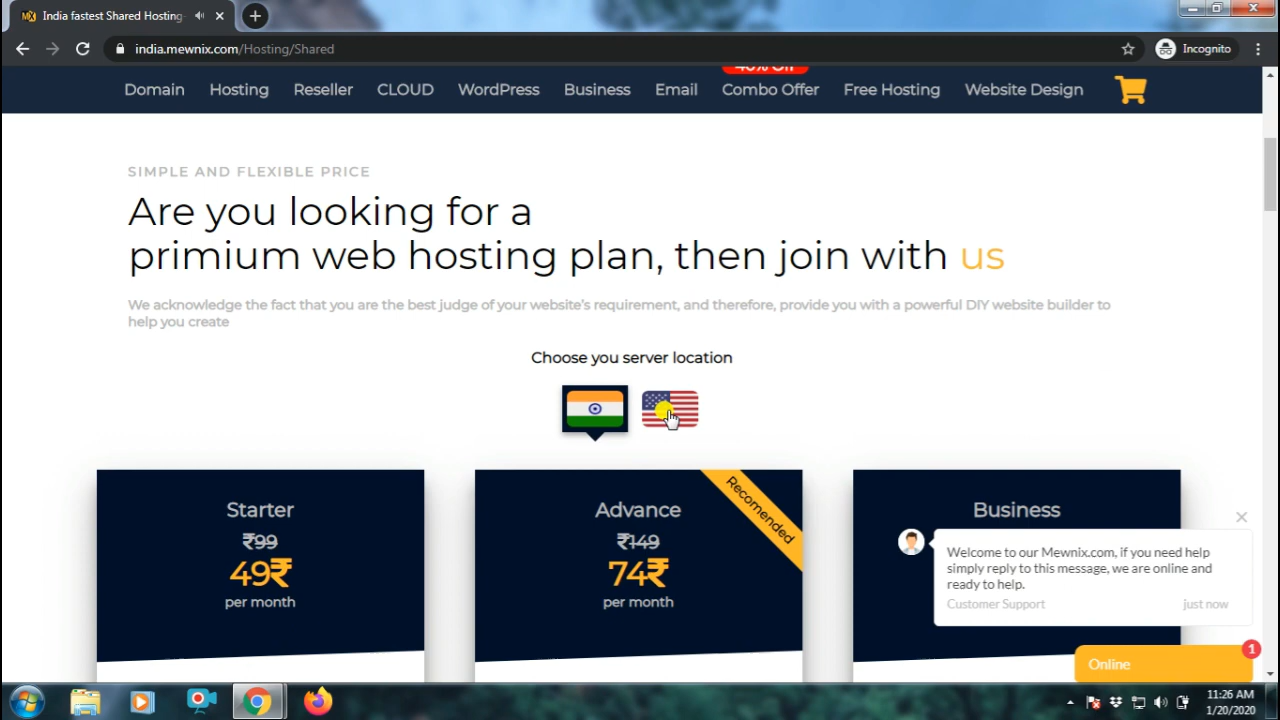 India fastest Shared Hosting
india.mewnix.com/Hosting/Shared
Incognito
40% Off
Domain Hosting Reseller CLOUD WordPress Business Email Combo Offer Free Hosting Website Design
SIMPLE AND FLEXIBLE PRICE
Are you looking for a
primium web hosting plan, then join with us
We acknowledge the fact that you are the best judge of your website's requirement, and therefore, provide you with a powerful DIY website builder to
help you create
Choose you server location
Starter
₹99
49₹
per month
Advance
₹149
74₹
per month
Recomended
Business
Welcome to our Mewnix.com, if you need help
simply reply to this message, we are online and
ready to help.
Customer Support just now
Online
1
11:26 AM
1/20/2020